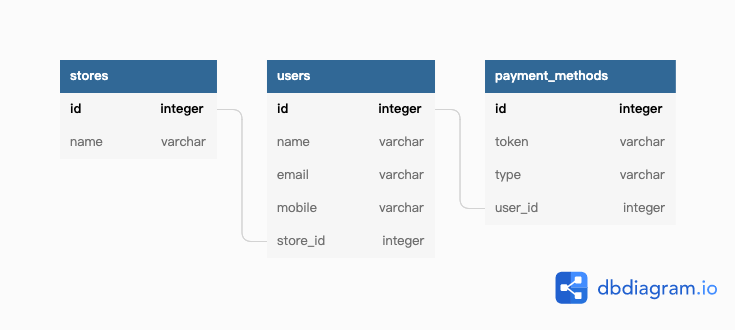 stores
id integer
name varchar
users
id integer
name varchar
email varchar
mobile varchar
store_id integer
payment_methods
id integer
token varchar
type varchar
user_id integer
dbdiagram.io